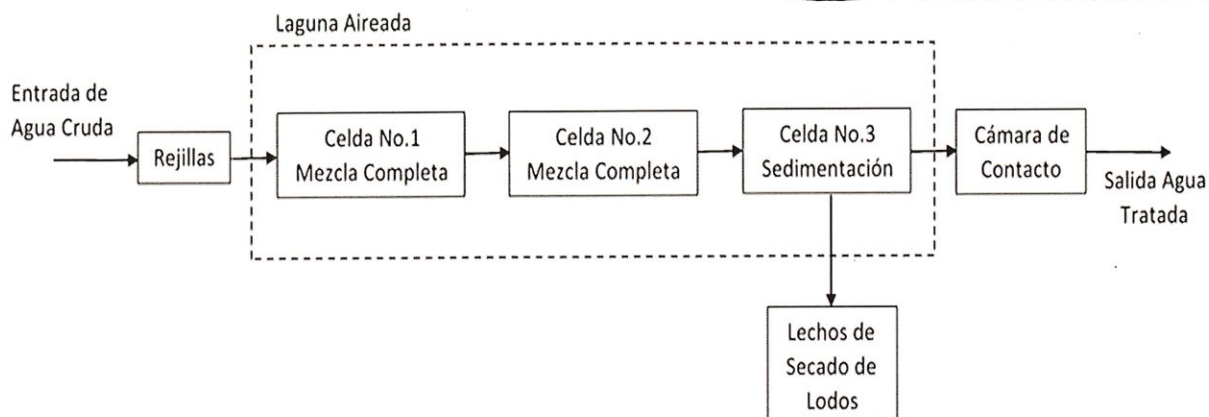 Laguna Aireada
Entrada de
Agua Cruda
Rejillas
Celda No.1
Mezcla Completa
Celda No.2
Mezcla Completa
Celda No.3
Sedimentación
Cámara de
Contacto
Salida Agua
Tratada
Lechos de
Secado de
Lodos